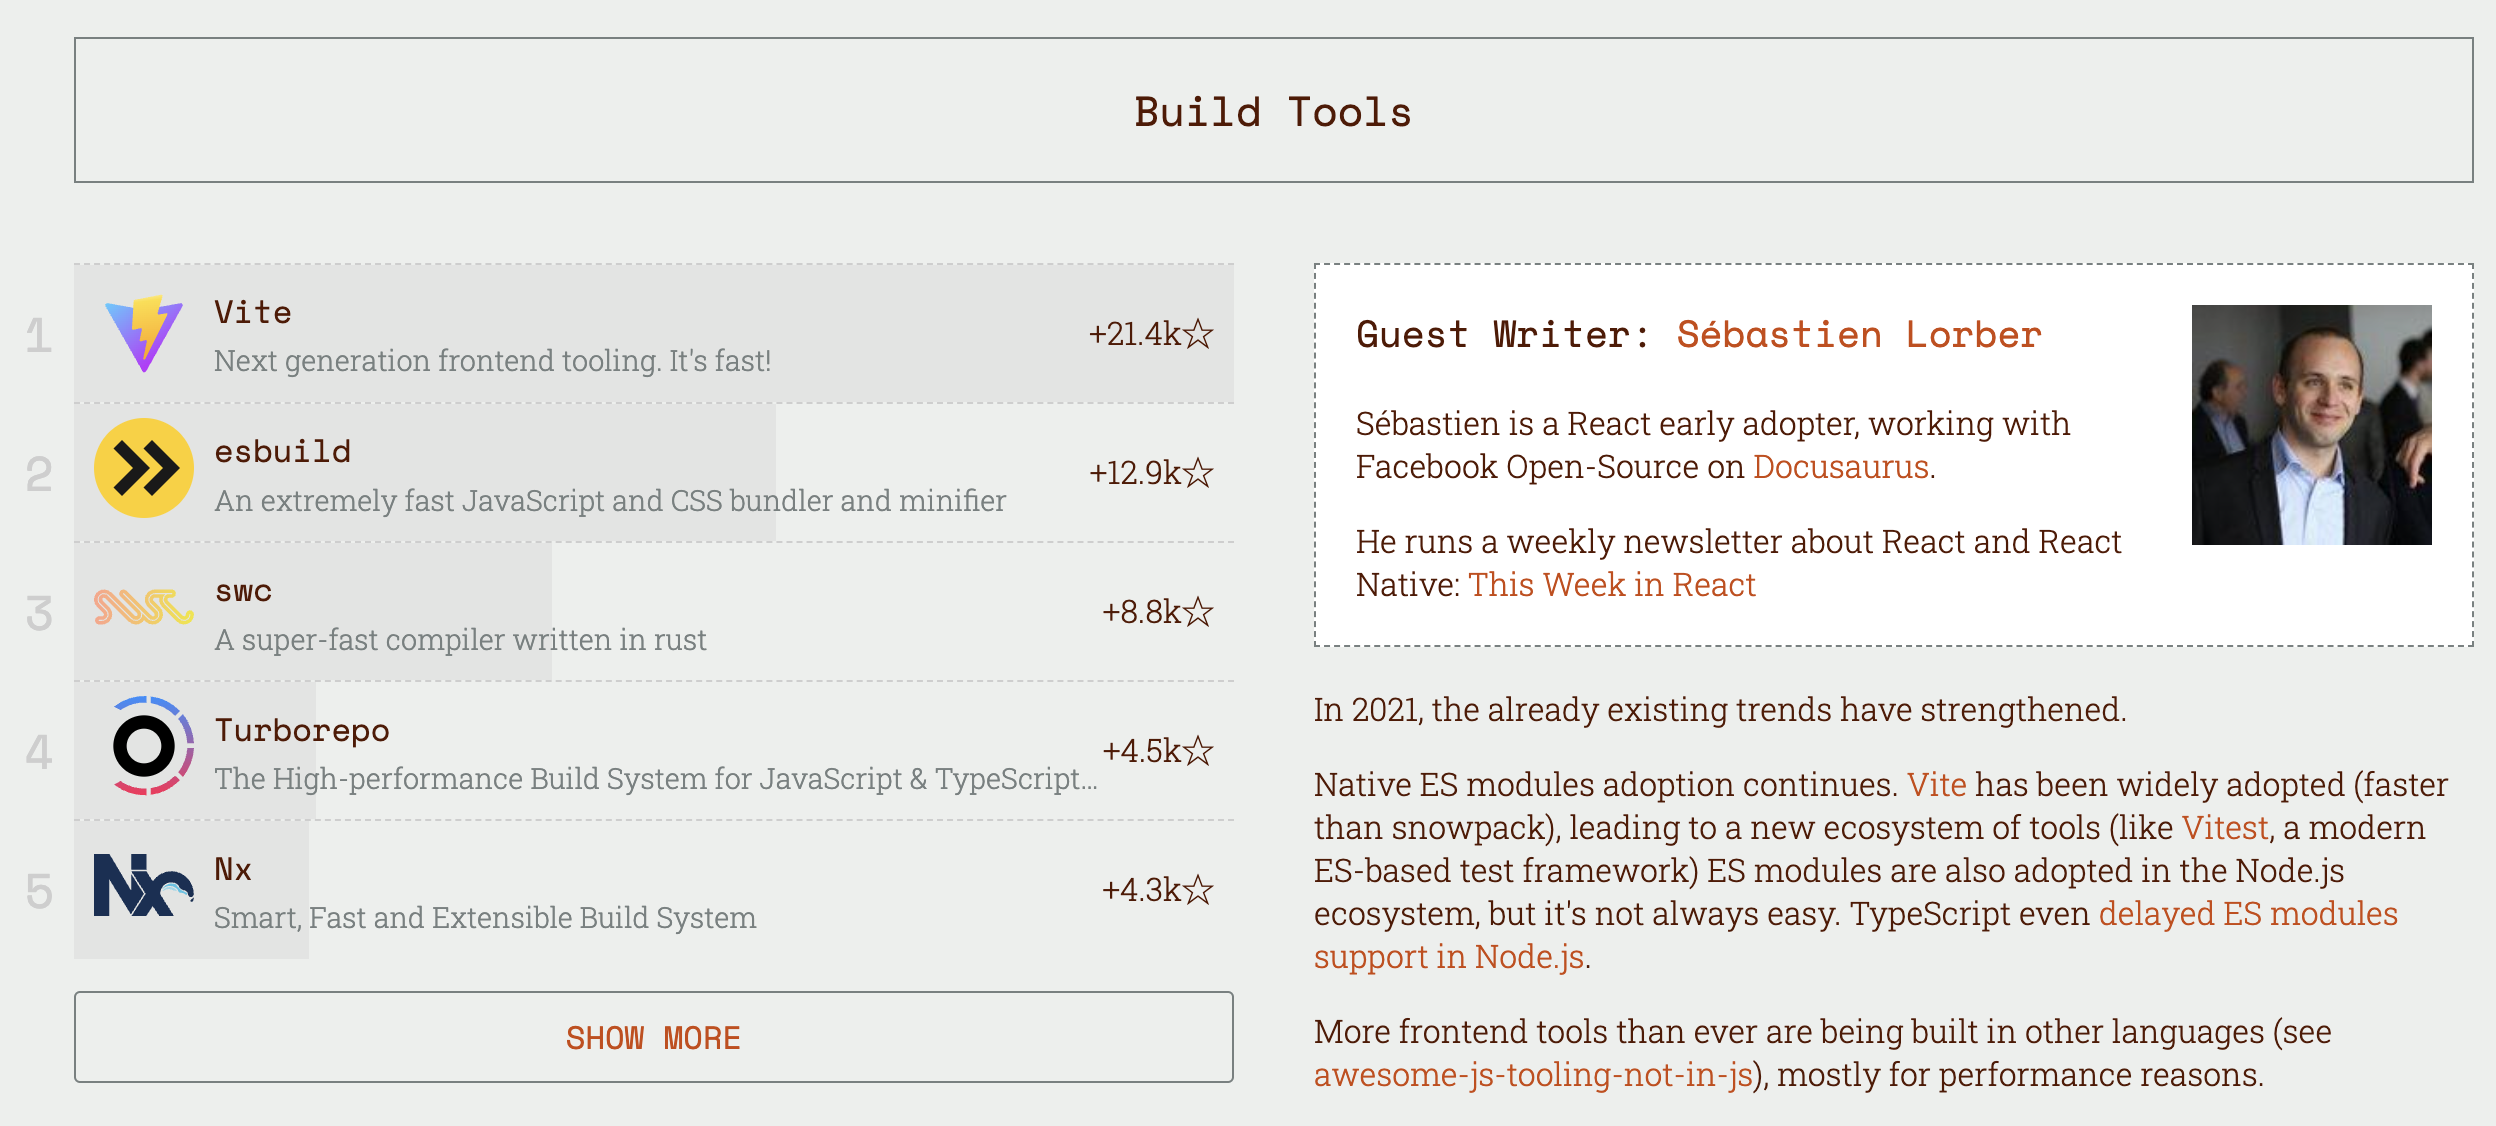 Build Tools
1
Vite
Next generation frontend tooling. It's fast!
+21.4k☆
2
esbuild
An extremely fast JavaScript and CSS bundler and minifier
+12.9k☆
3
swc
A super-fast compiler written in rust
+8.8k☆
4
Turborepo
The High-performance Build System for JavaScript & TypeScript...
+4.5k☆
5
Nx
Nx
Smart, Fast and Extensible Build System
+4.3k☆
SHOW MORE
Guest Writer: Sébastien Lorber
Sébastien is a React early adopter, working with
Facebook Open-Source on Docusaurus.
He runs a weekly newsletter about React and React
Native: This Week in React
In 2021, the already existing trends have strengthened.
Native ES modules adoption continues. Vite has been widely adopted (faster
than snowpack), leading to a new ecosystem of tools (like Vitest, a modern
ES-based test framework) ES modules are also adopted in the Node.js
ecosystem, but it's not always easy. TypeScript even delayed ES modules
support in Node.js.
More frontend tools than ever are being built in other languages (see
awesome-js-tooling-not-in-js), mostly for performance reasons.